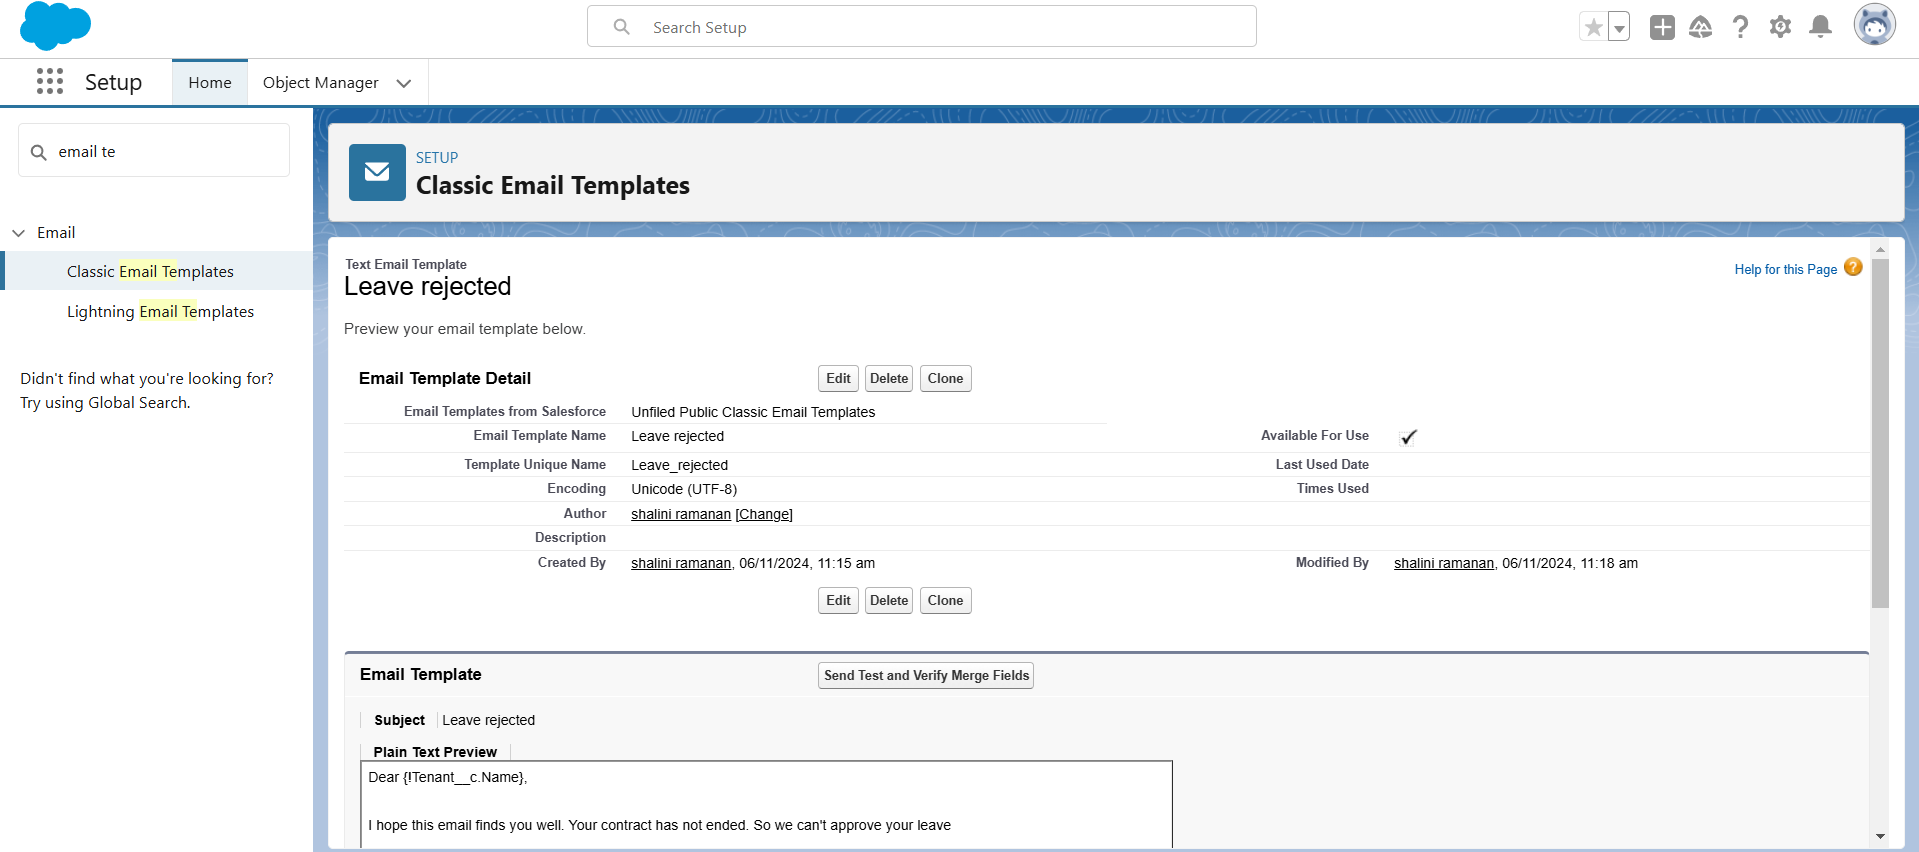 Search Setup
Setup
Home
Object Manager
email te
Email
Classic Email Templates
Lightning Email Templates
Didn't find what you're looking for?
Try using Global Search.
SETUP
Classic Email Templates
Text Email Template
Leave rejected
Help for this Page ?
Preview your email template below.
Email Template Detail
Edit Delete Clone
Email Templates from Salesforce Unfiled Public Classic Email Templates
Email Template Name Leave rejected Available For Use
Template Unique Name Leave_rejected Last Used Date
Encoding Unicode (UTF-8) Times Used
Author shalini ramanan [Change]
Description
Created By shalini ramanan, 06/11/2024, 11:15 am Modified By shalini ramanan, 06/11/2024, 11:18 am
Edit Delete Clone
Email Template Send Test and Verify Merge Fields
Subject Leave rejected
Plain Text Preview
Dear {!Tenant__c.Name},
I hope this email finds you well. Your contract has not ended. So we can't approve your leave